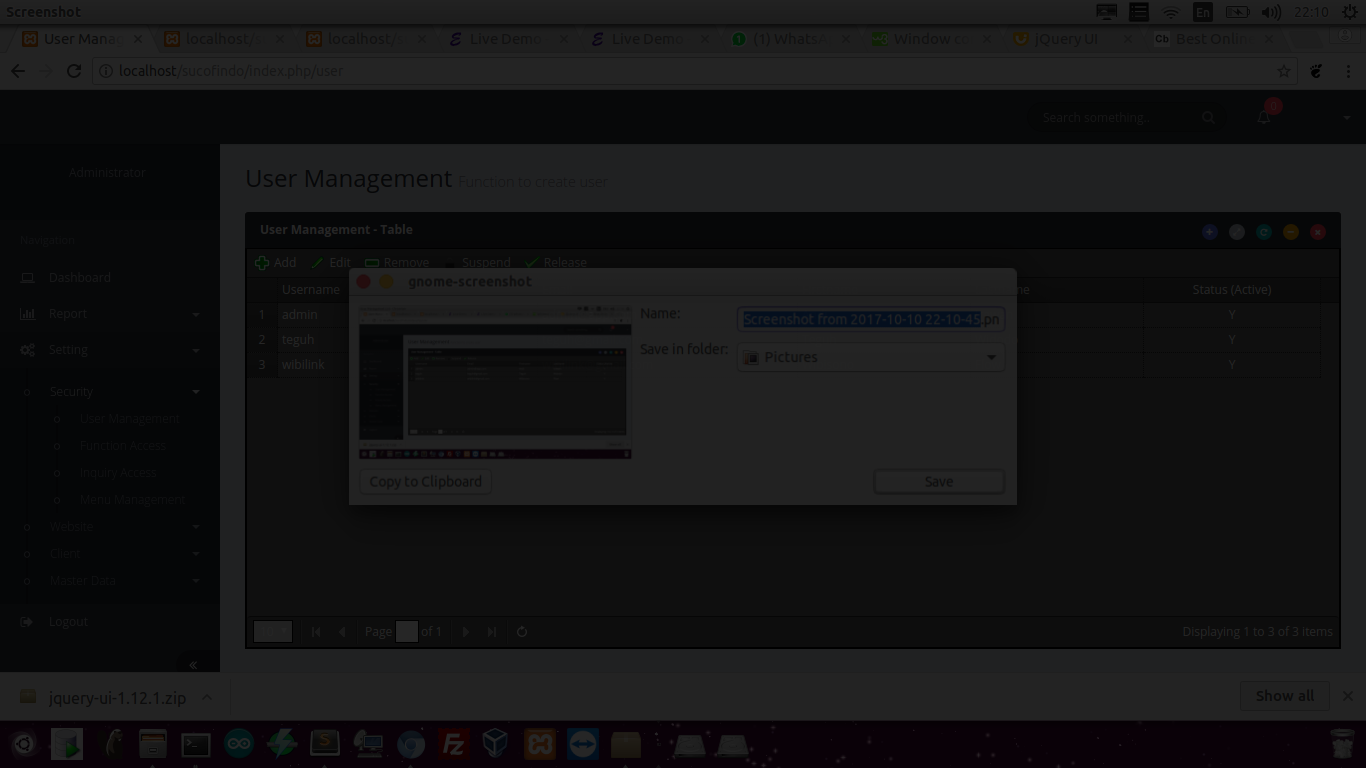 Screenshot
En
22:10
User Mana
localhost/
localhost/
Live Demo
Live Demo
(1) WhatsA
Window c
jQuery UI
Cb
Best Onlin
localhost/sucofindo/index.php/user
Search something..
0
Administrator
User Management Function to create user
Navigation
Dashboard
Report
Setting
Security
User Management
Function Access
Inquiry Access
Menu Management
Website
Client
Master Data
Logout
User Management - Table
Add
Edit
Remove
Suspend
Release
Username
me
Status (Active)
1 admin Y
2 teguh Y
3 wibilink Y
gnome-screenshot
Name:
Screenshot from 2017-10-10 22-10-45.pn
Save in folder:
Pictures
Copy to Clipboard
Save
Page
of 1
Displaying 1 to 3 of 3 items
jquery-ui-1.12.1.zip
Show all